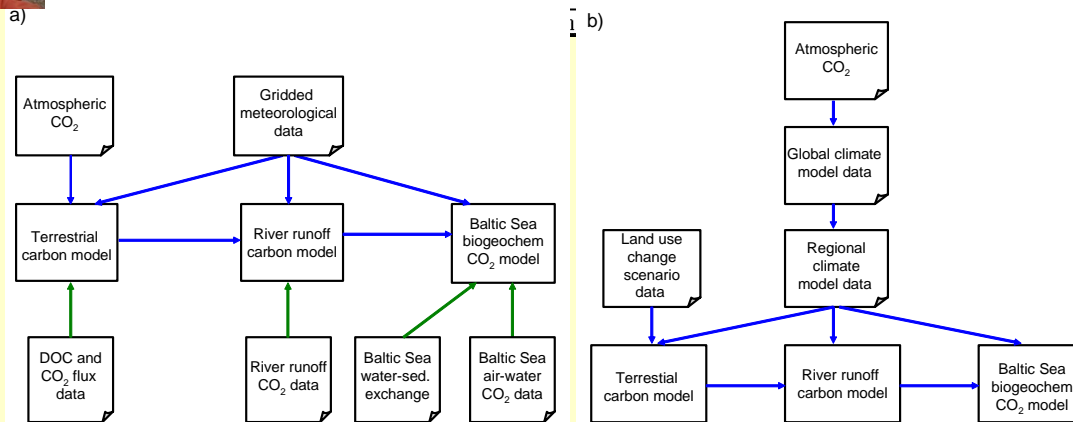 a)
b)
Atmospheric
CO2
Gridded
meteorological
data
Terrestrial
carbon model
River runoff
carbon model
Baltic Sea
biogeochem
CO2 model
DOC and
CO2 flux
data
River runoff
CO2 data
Baltic Sea
water-sed.
exchange
Baltic Sea
air-water
CO2 data
Atmospheric
CO2
Global climate
model data
Land use
change
scenario
data
Regional
climate
model data
Terrestial
carbon model
River runoff
carbon model
Baltic Sea
biogeochem
CO2 model